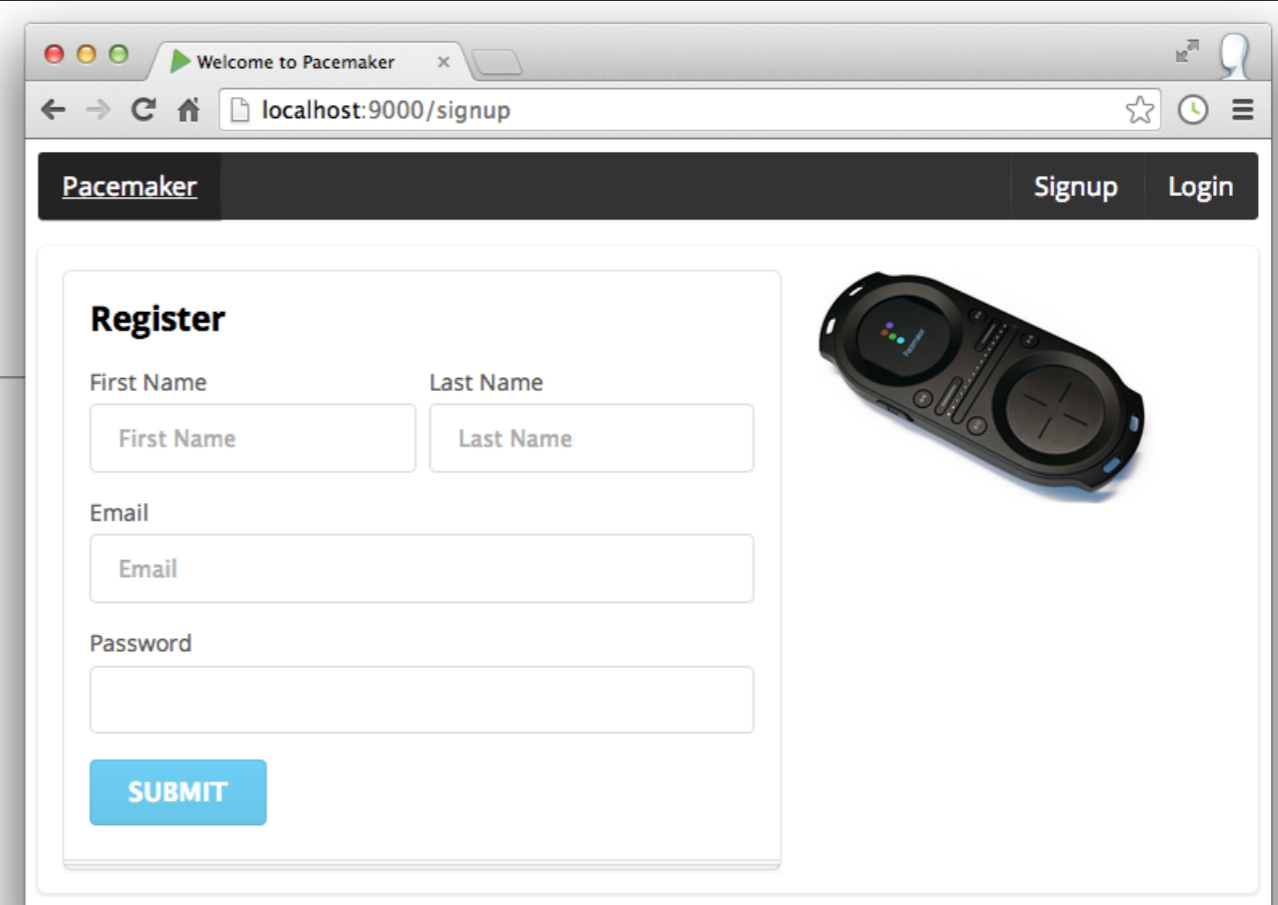 Welcome to Pacemaker
localhost:9000/signup
Pacemaker
Signup
Login
Register
First Name
Last Name
First Name
Last Name
Email
Email
Password
SUBMIT
Pacemaker